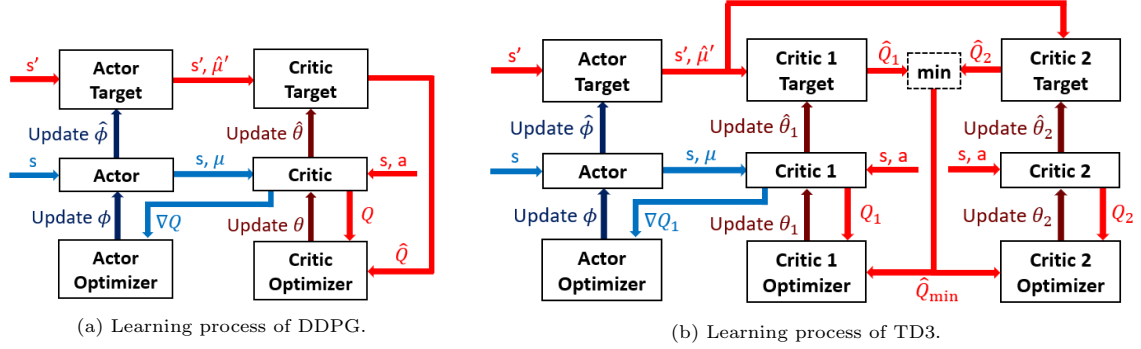 s'
Actor
Target
s', μ̂'
Critic
Target
Update ϕ̂
Update θ̂
s
Actor
s, μ
Critic
s, a
Update ϕ
∇Q
Update θ
Q
Q̂
Actor
Optimizer
Critic
Optimizer
(a) Learning process of DDPG.
s'
Actor
Target
s', μ̂'
Critic 1
Target
Q̂₁
min
Q̂₂
Critic 2
Target
Update ϕ̂
Update θ̂₁
Update θ̂₂
s
Actor
s, μ
Critic 1
s, a
s, a
Critic 2
Update ϕ
∇Q₁
Update θ₁
Q₁
Update θ₂
Q₂
Actor
Optimizer
Critic 1
Optimizer
Q̂min
Critic 2
Optimizer
(b) Learning process of TD3.